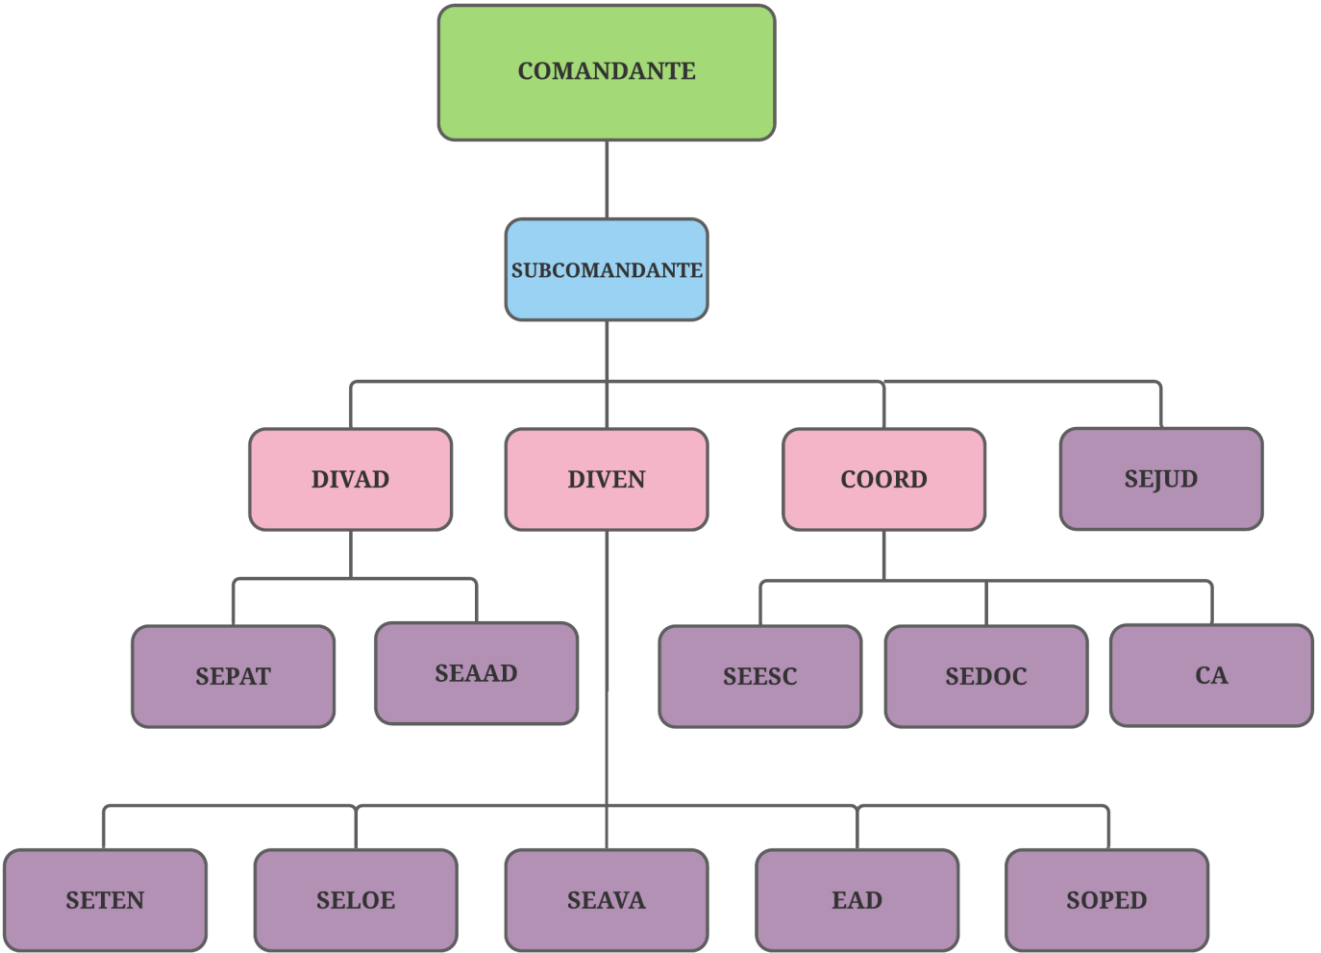 COMANDANTE
SUBCOMANDANTE
DIVAD
DIVEN
COORD
SEJUD
SEPAT
SEAAD
SEESC
SEDOC
CA
SETEN
SELOE
SEAVA
EAD
SOPED